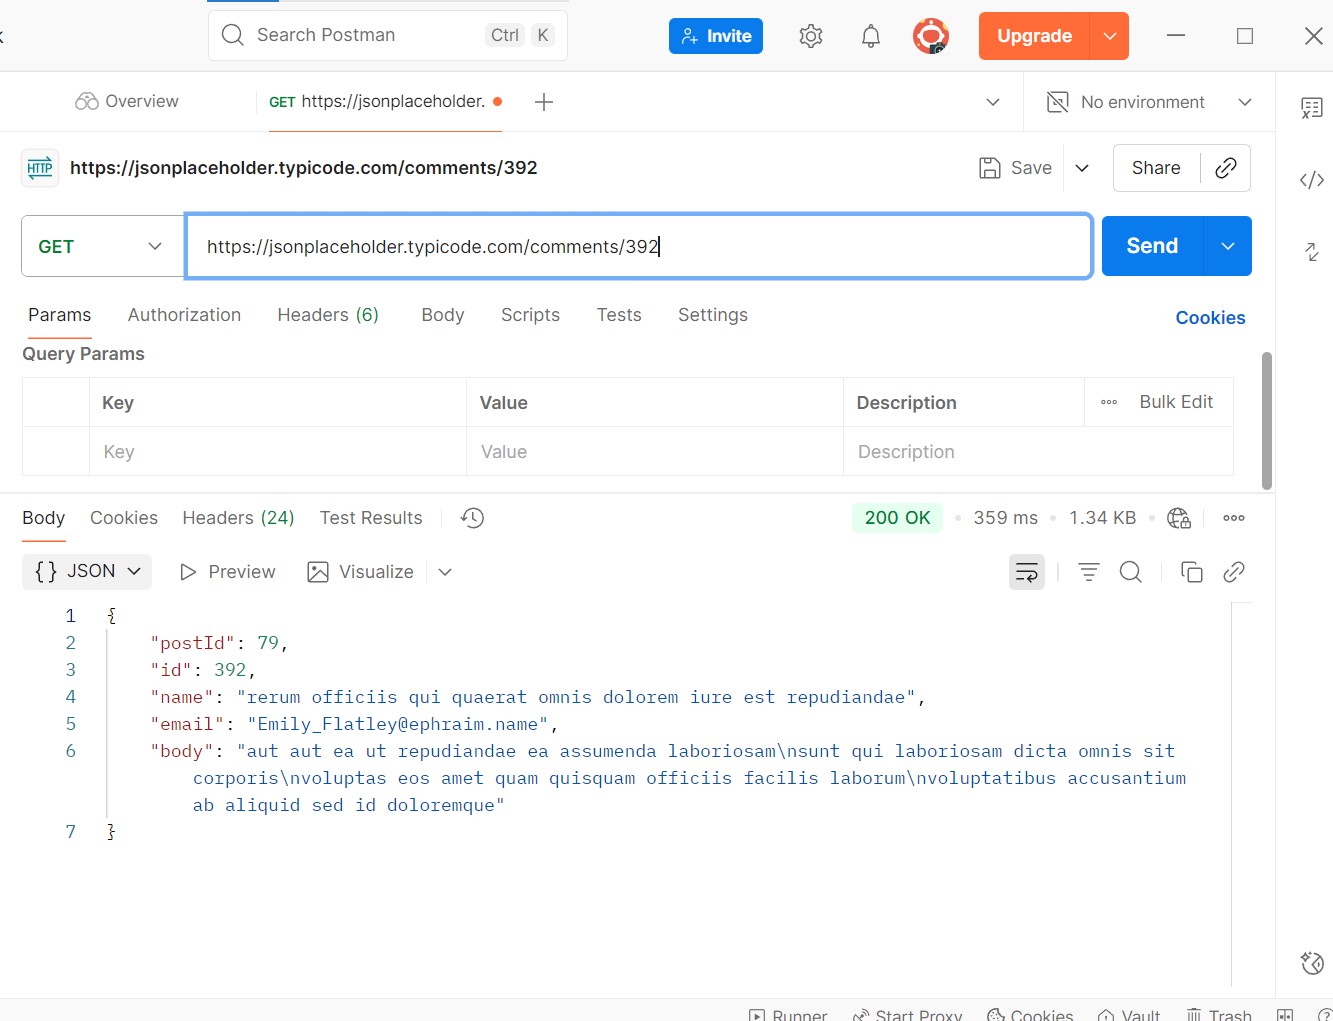 Search Postman Ctrl K Invite Upgrade
Overview GET https://jsonplaceholder. No environment
HTTP https://jsonplaceholder.typicode.com/comments/392 Save Share
GET https://jsonplaceholder.typicode.com/comments/392 Send
Params Authorization Headers (6) Body Scripts Tests Settings Cookies
Query Params
Key Value Description Bulk Edit
Key Value Description
Body Cookies Headers (24) Test Results 200 OK 359 ms 1.34 KB
{} JSON Preview Visualize
1 {
2 "postId": 79,
3 "id": 392,
4 "name": "rerum officiis qui quaerat omnis dolorem iure est repudiandae",
5 "email": "Emily_Flatley@ephraim.name",
6 "body": "aut aut ea ut repudiandae ea assumenda laboriosam\nsunt qui laboriosam dicta omnis sit
corporis\nvoluptas eos amet quam quisquam officiis facilis laborum\nvoluptatibus accusantium
ab aliquid sed id doloremque"
7 }
Runner Start Proxy Cookies Vault Trash